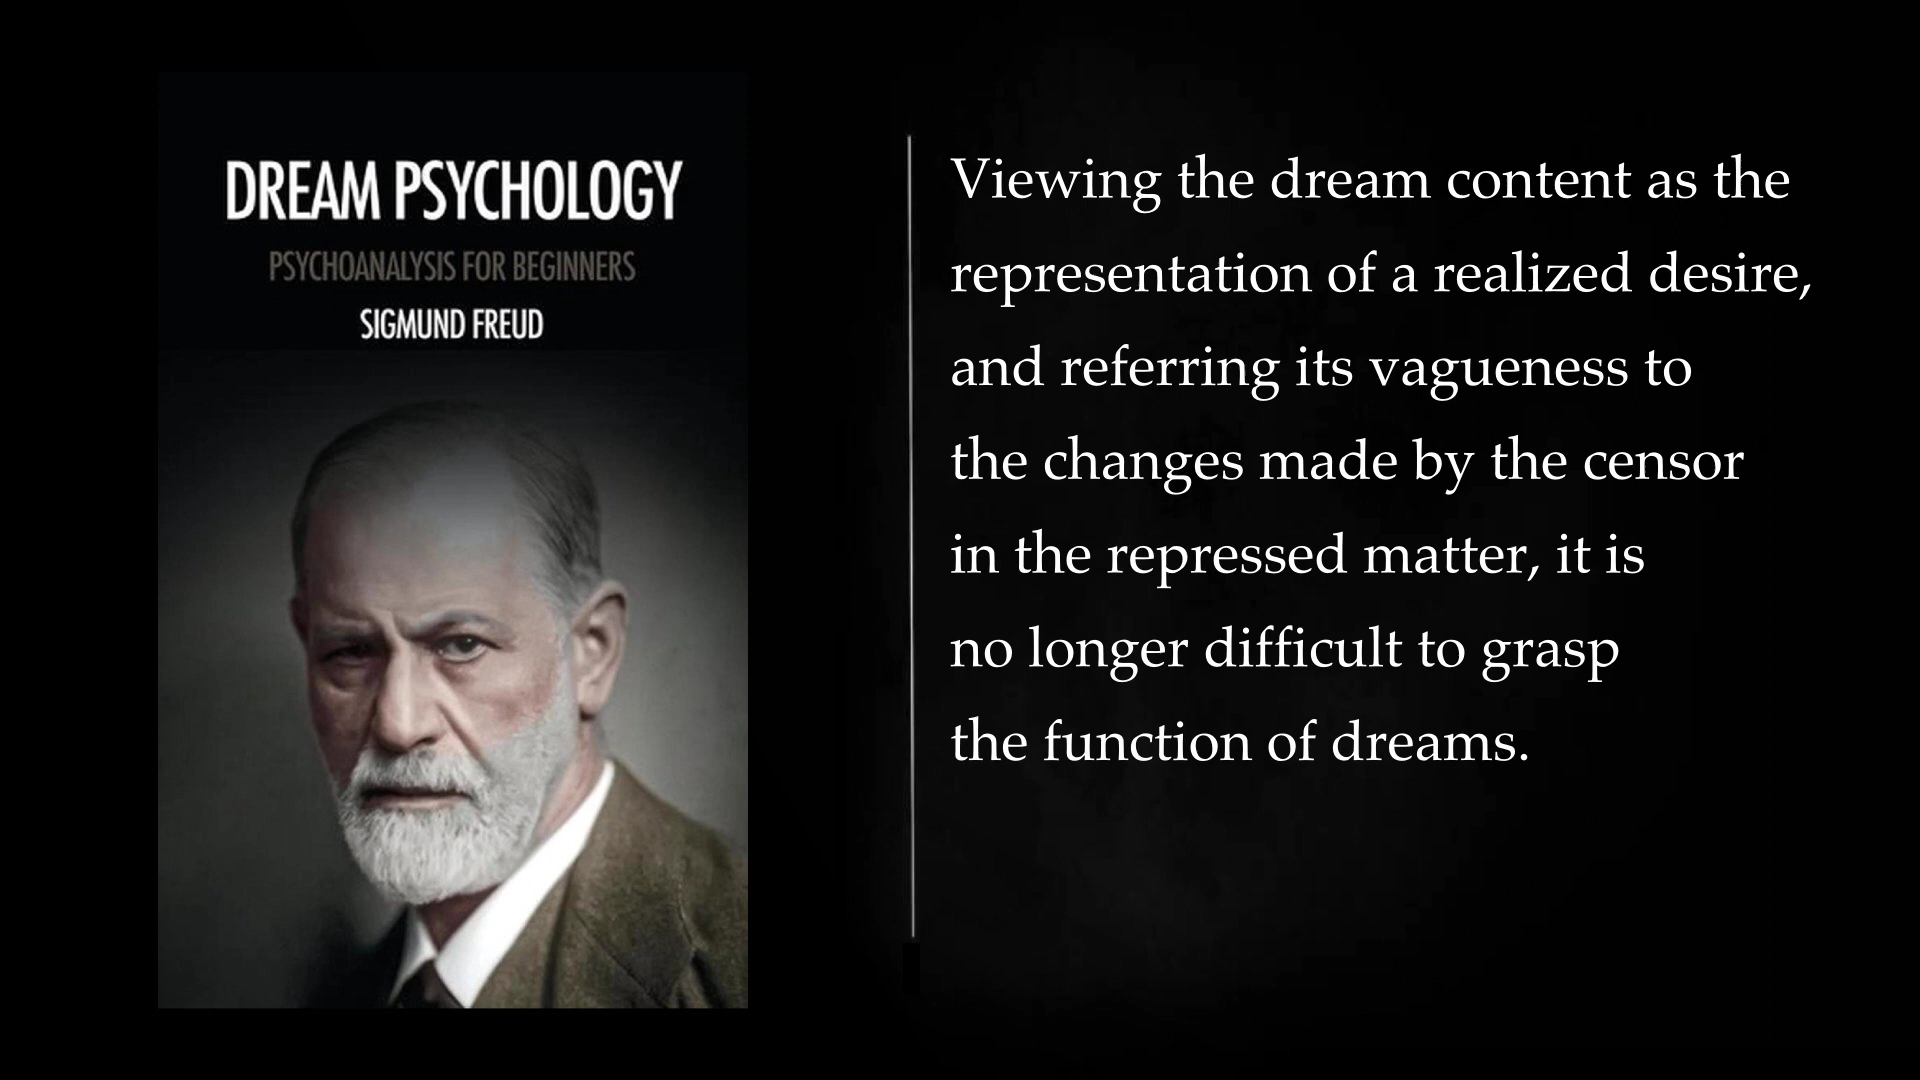 DREAM PSYCHOLOGY
PSYCHOANALYSIS FOR BEGINNERS
SIGMUND FREUD
Viewing the dream content as the
representation of a realized desire,
and referring its vagueness to
the changes made by the censor
in the repressed matter, it is
no longer difficult to grasp
the function of dreams.